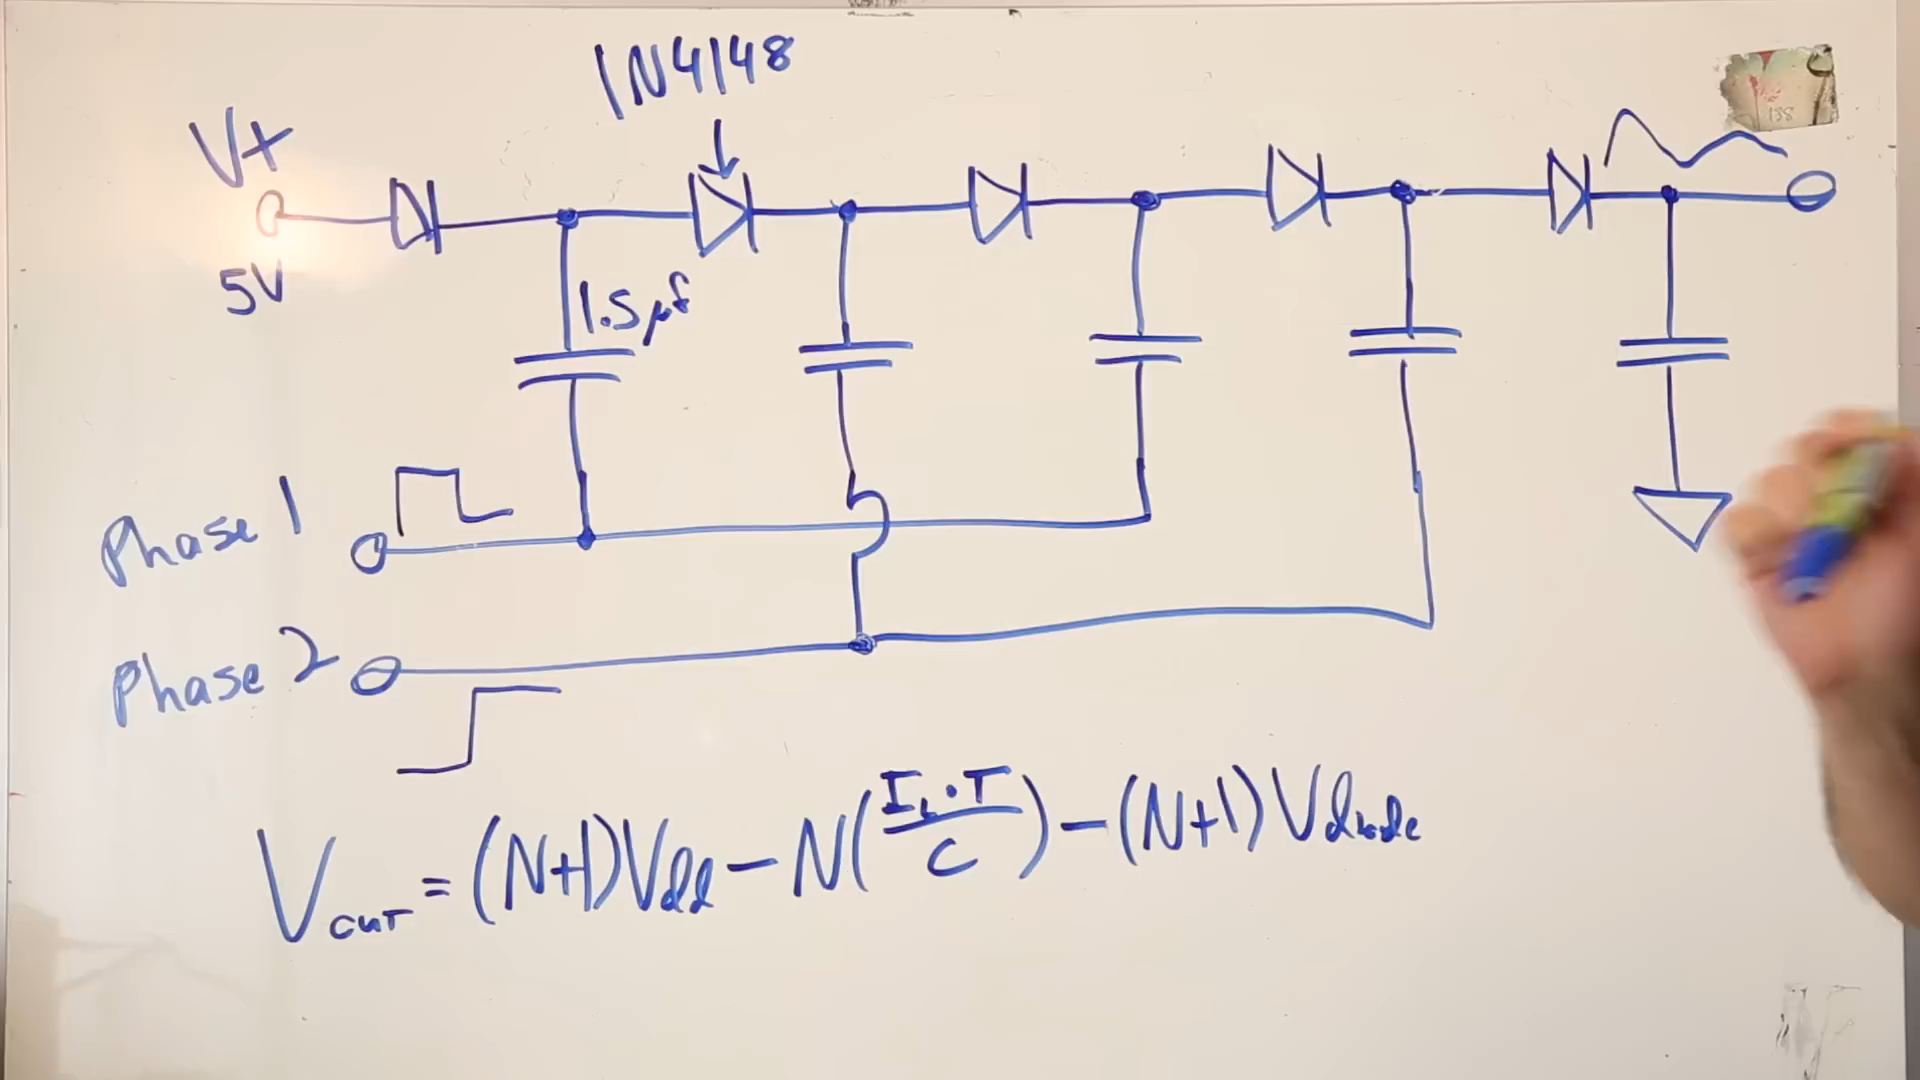 1N4148
V+
5V
1.5µf
Phase 1
Phase 2
Vout = (N+1)Vdd - N(IL·T/C) - (N+1)Vdiode